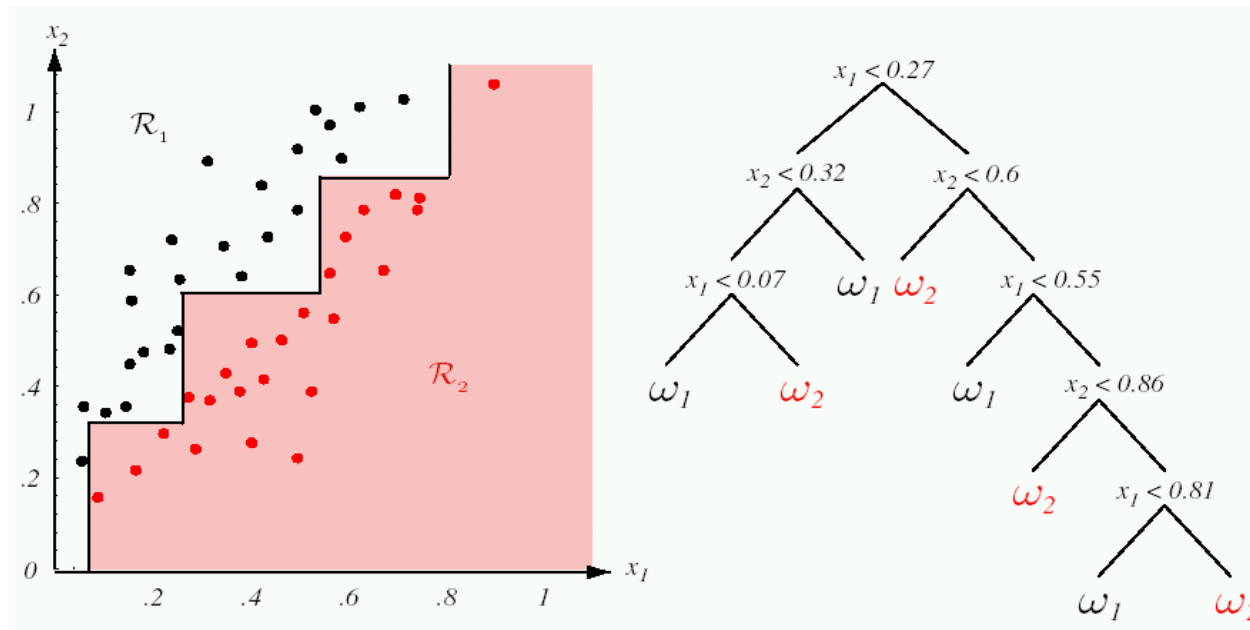 x2
1
.8
.6
.4
.2
0
.2 .4 .6 .8 1
x1
R1
R2
x1 < 0.27
x2 < 0.32 x2 < 0.6
x1 < 0.07 ω1 ω2 x1 < 0.55
ω1 ω2 ω1 x2 < 0.86
ω2 x1 < 0.81
ω1 ω2